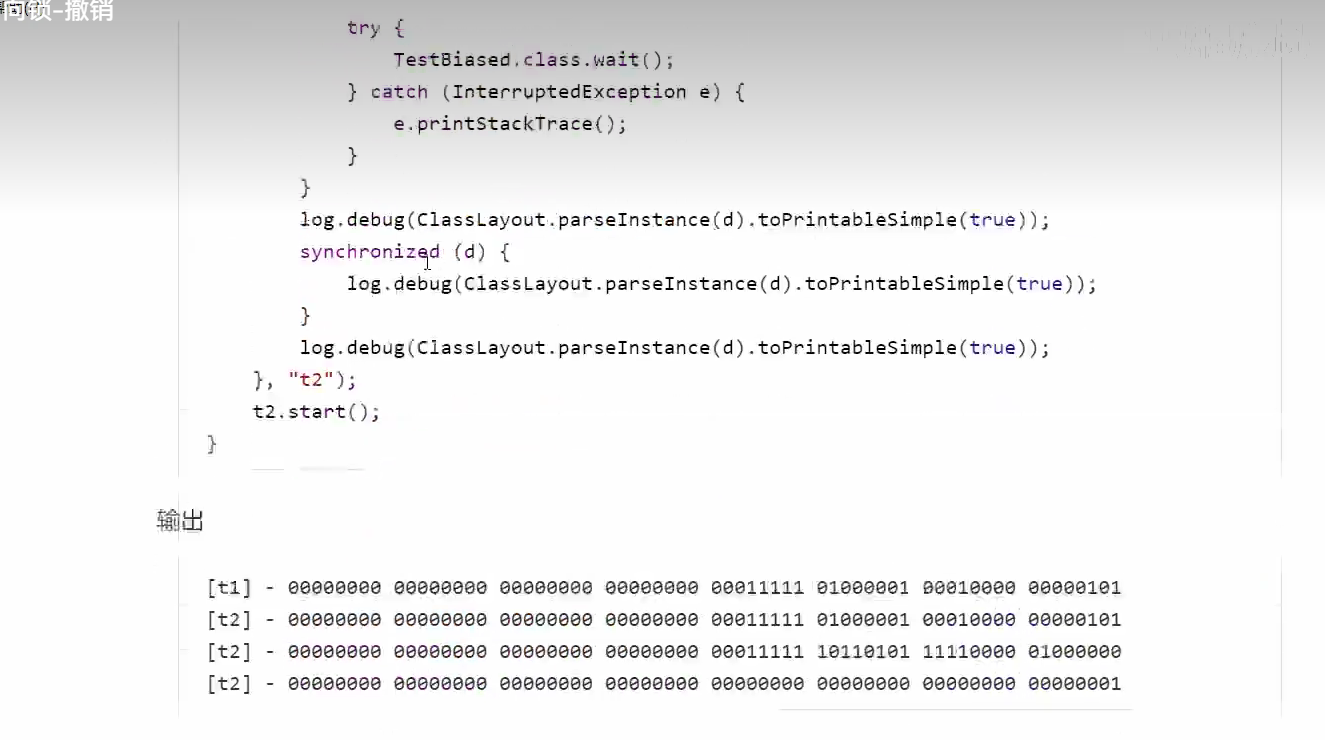 向锁-撤销
try {
TestBiased.class.wait();
} catch (InterruptedException e) {
e.printStackTrace();
}
}
log.debug(ClassLayout.parseInstance(d).toPrintableSimple(true));
synchronized (d) {
log.debug(ClassLayout.parseInstance(d).toPrintableSimple(true));
}
log.debug(ClassLayout.parseInstance(d).toPrintableSimple(true));
}, "t2");
t2.start();
}
输出
[t1] - 00000000 00000000 00000000 00000000 00011111 01000001 00010000 00000101
[t2] - 00000000 00000000 00000000 00000000 00011111 01000001 00010000 00000101
[t2] - 00000000 00000000 00000000 00000000 00011111 10110101 11110000 01000000
[t2] - 00000000 00000000 00000000 00000000 00000000 00000000 00000000 00000001